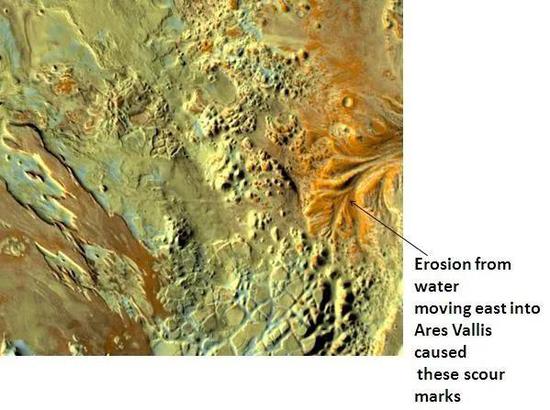 Erosion from
water
moving east into
Ares Vallis
caused
these scour
marks